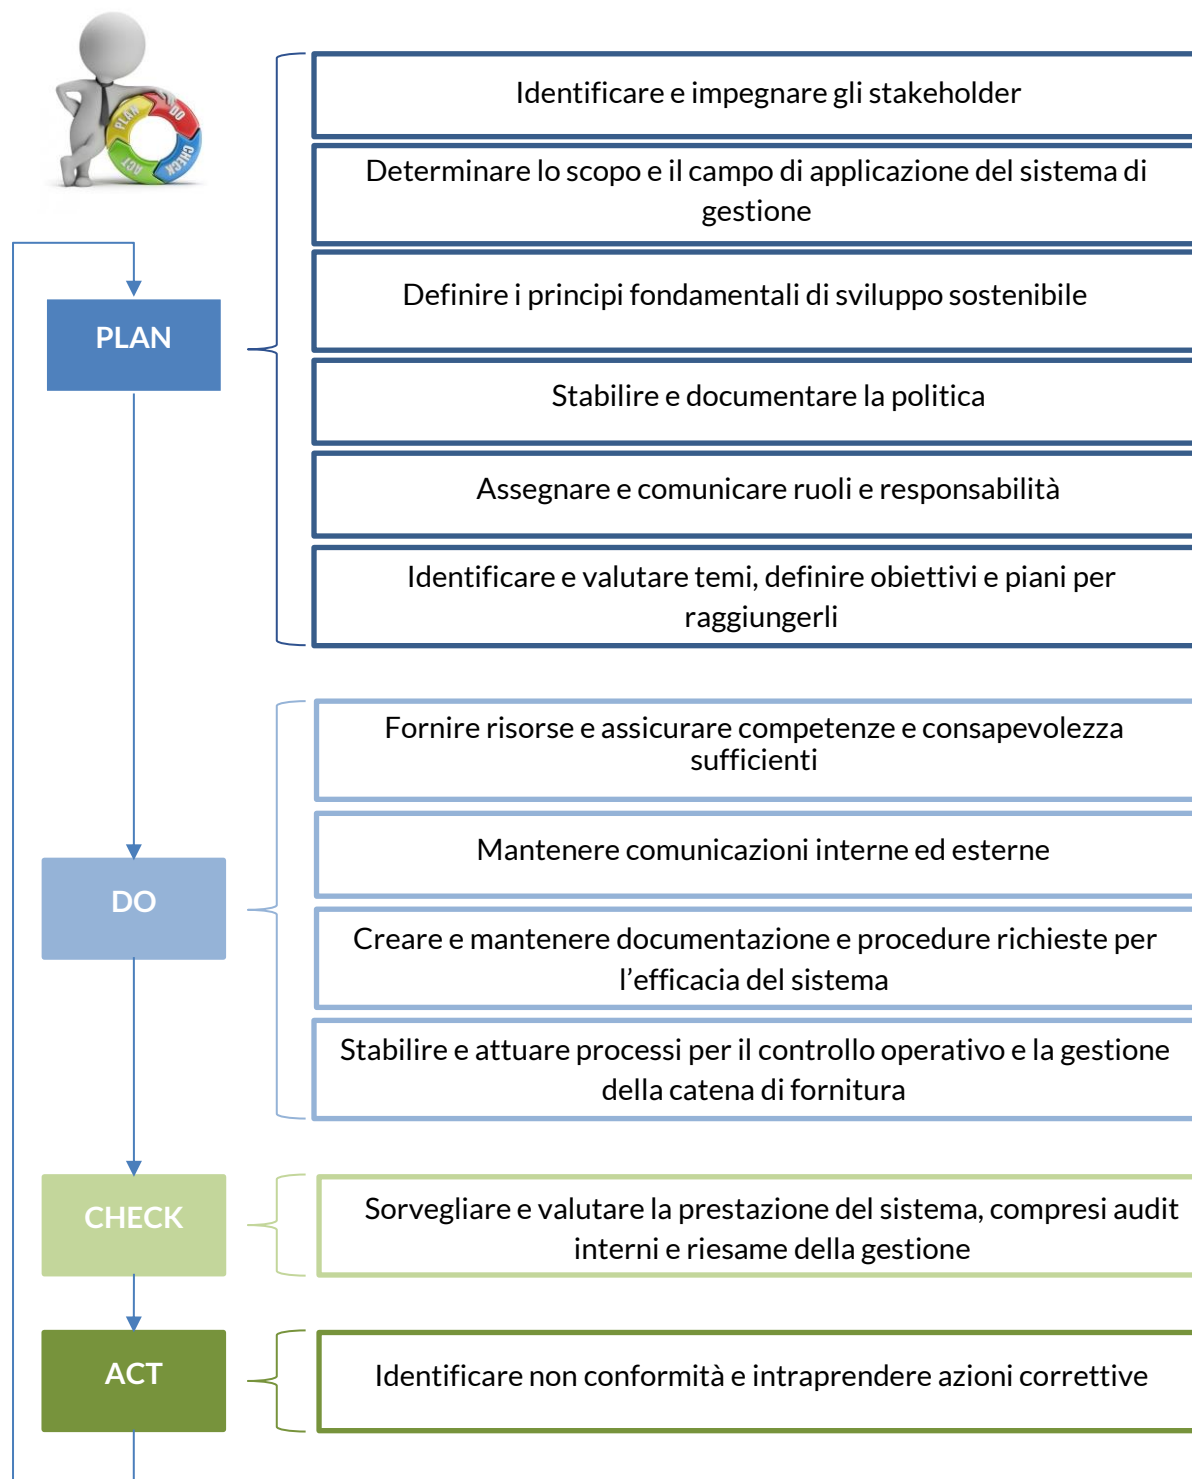 PLAN
DO
CHECK
ACT
Identificare e impegnare gli stakeholder
Determinare lo scopo e il campo di applicazione del sistema di
gestione
Definire i principi fondamentali di sviluppo sostenibile
PLAN
Stabilire e documentare la politica
Assegnare e comunicare ruoli e responsabilità
Identificare e valutare temi, definire obiettivi e piani per
raggiungerli
Fornire risorse e assicurare competenze e consapevolezza
sufficienti
Mantenere comunicazioni interne ed esterne
DO
Creare e mantenere documentazione e procedure richieste per
l’efficacia del sistema
Stabilire e attuare processi per il controllo operativo e la gestione
della catena di fornitura
CHECK
Sorvegliare e valutare la prestazione del sistema, compresi audit
interni e riesame della gestione
ACT
Identificare non conformità e intraprendere azioni correttive